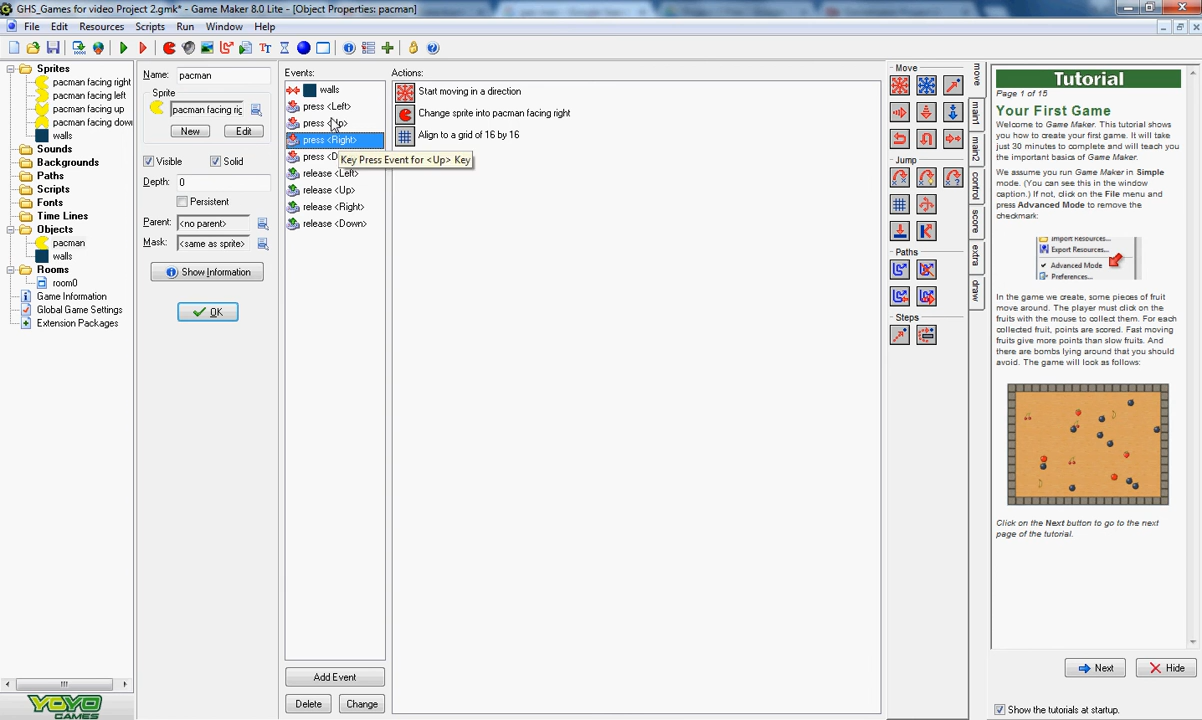 GHS_Games for video Project 2.gmk* - Game Maker 8.0 Lite - [Object Properties: pacman]
File Edit Resources Scripts Run Window Help
Sprites
pacman facing right
pacman facing left
pacman facing up
pacman facing down
walls
Sounds
Backgrounds
Paths
Scripts
Fonts
Time Lines
Objects
pacman
walls
Rooms
room0
Game Information
Global Game Settings
Extension Packages
YOYO
GAMES
Name: pacman
Sprite
pacman facing rig
New Edit
Visible Solid
Depth: 0
Persistent
Parent: <no parent>
Mask: <same as sprite>
Show Information
OK
Events:
walls
press <Left>
press <Up>
press <Right>
press <D
release <Left>
release <Up>
release <Right>
release <Down>
Key Press Event for <Up> Key
Add Event
Delete Change
Actions:
Start moving in a direction
Change sprite into pacman facing right
Align to a grid of 16 by 16
Move
Jump
Paths
Steps
move
main1
main2
control
score
extra
draw
Tutorial
Page 1 of 15
Your First Game
Welcome to Game Maker. This tutorial shows
you how to create your first game. It will take
just 30 minutes to complete and will teach you
the important basics of Game Maker.
We assume you run Game Maker in Simple
mode. (You can see this in the window
caption.) If not, click on the File menu and
press Advanced Mode to remove the
checkmark:
Import Resources...
Export Resources...
Advanced Mode
Preferences...
In the game we create, some pieces of fruit
move around. The player must click on the
fruits with the mouse to collect them. For each
collected fruit, points are scored. Fast moving
fruits give more points than slow fruits. And
there are bombs lying around that you should
avoid. The game will look as follows:
Click on the Next button to go to the next
page of the tutorial.
Next Hide
Show the tutorials at startup.